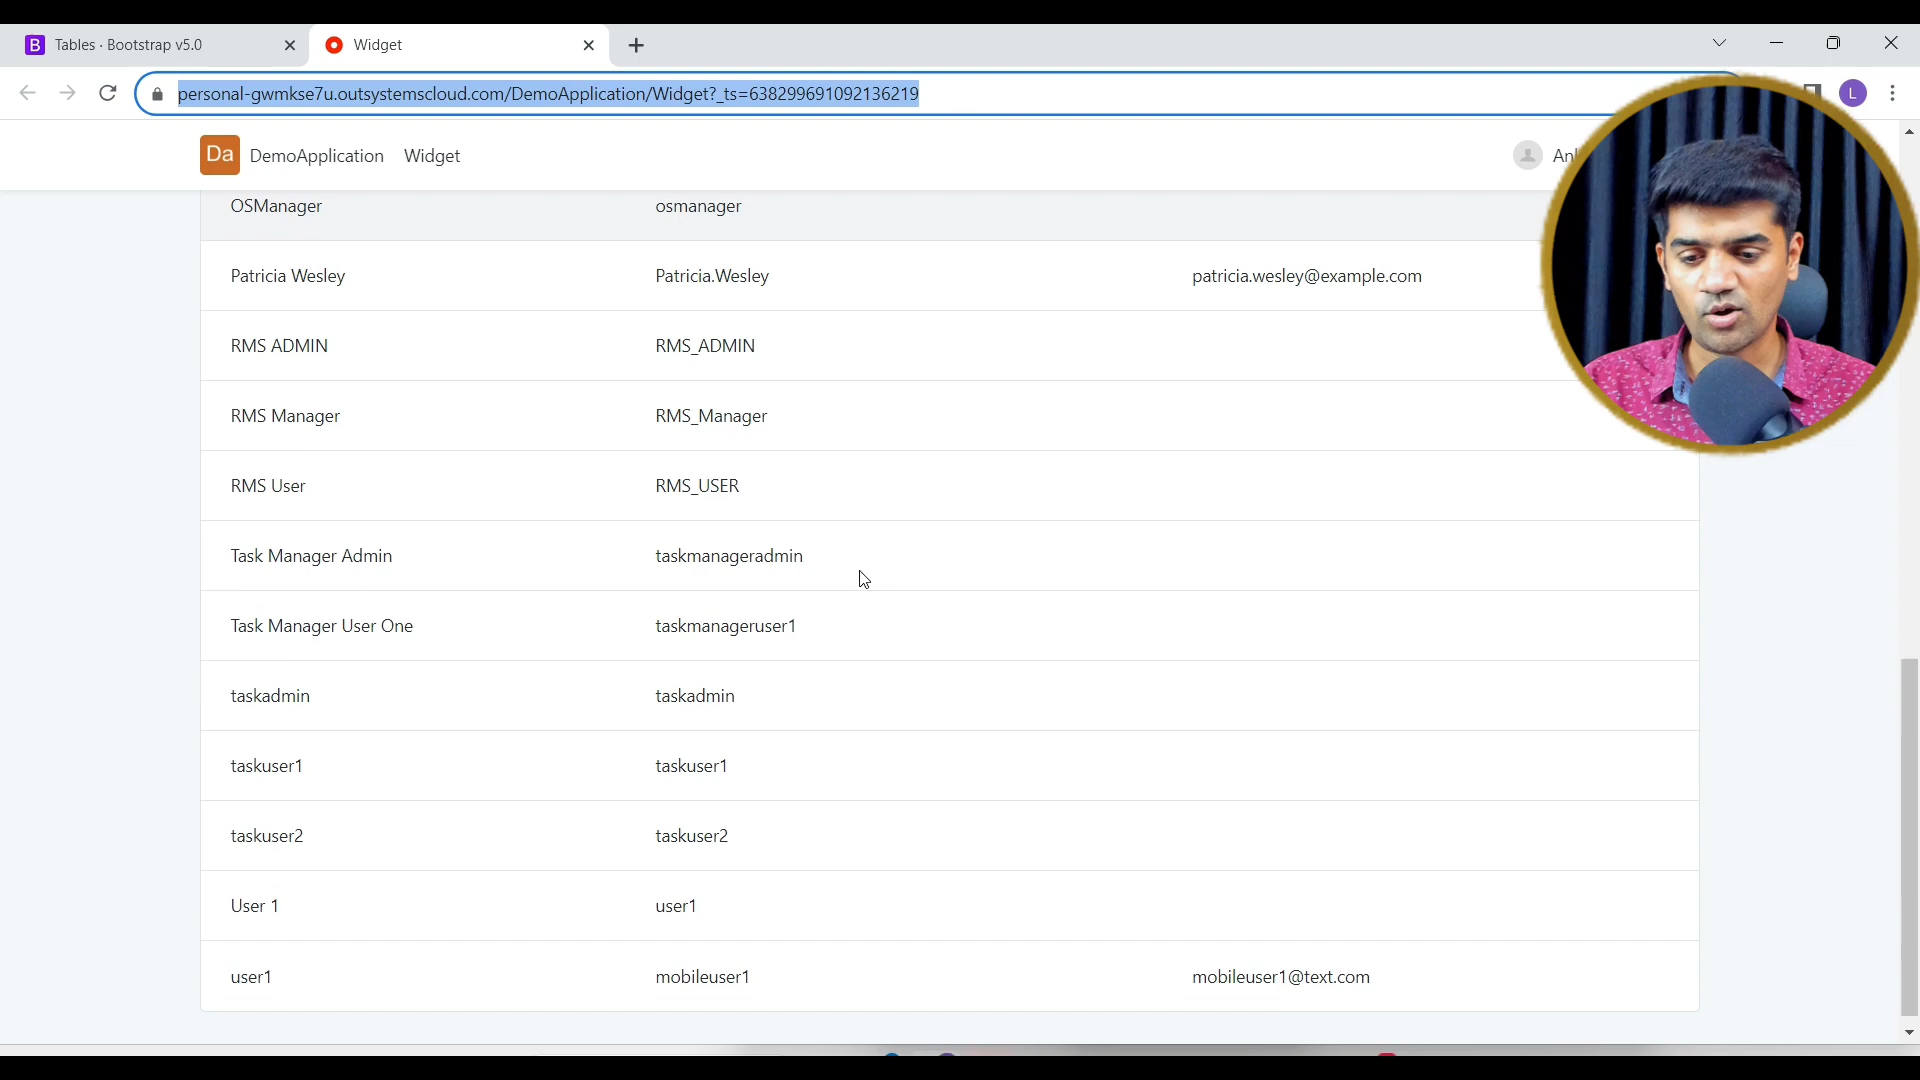 B Tables · Bootstrap v5.0
Widget
personal-gwmkse7u.outsystemscloud.com/DemoApplication/Widget?_ts=638299691092136219
L
Da DemoApplication Widget
OSManager osmanager
Patricia Wesley Patricia.Wesley patricia.wesley@example.com
RMS ADMIN RMS_ADMIN
RMS Manager RMS_Manager
RMS User RMS_USER
Task Manager Admin taskmanageradmin
Task Manager User One taskmanageruser1
taskadmin taskadmin
taskuser1 taskuser1
taskuser2 taskuser2
User 1 user1
user1 mobileuser1 mobileuser1@text.com